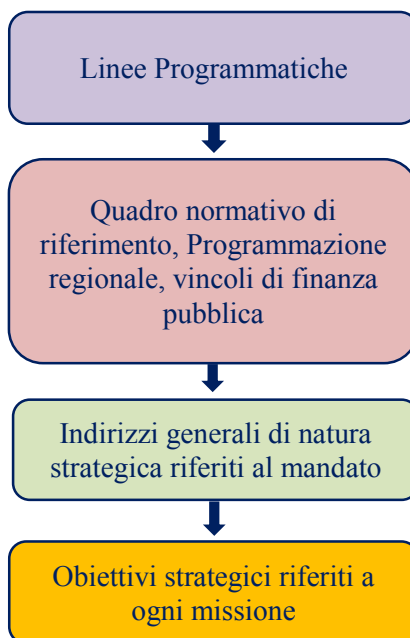 Linee Programmatiche
Quadro normativo di
riferimento, Programmazione
regionale, vincoli di finanza
pubblica
Indirizzi generali di natura
strategica riferiti al mandato
Obiettivi strategici riferiti a
ogni missione